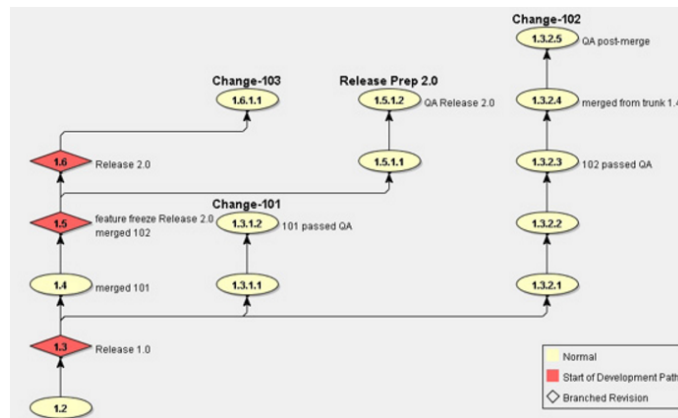 Change-102
1.3.2.5 QA post-merge
Change-103 Release Prep 2.0
1.6.1.1 1.5.1.2 QA Release 2.0 1.3.2.4 merged from trunk 1.4
1.6 Release 2.0 1.5.1.1 1.3.2.3 102 passed QA
Change-101
feature freeze Release 2.0
1.5 merged 102 1.3.1.2 101 passed QA 1.3.2.2
1.4 merged 101 1.3.1.1 1.3.2.1
1.3 Release 1.0
Normal
Start of Development Path
Branched Revision
1.2